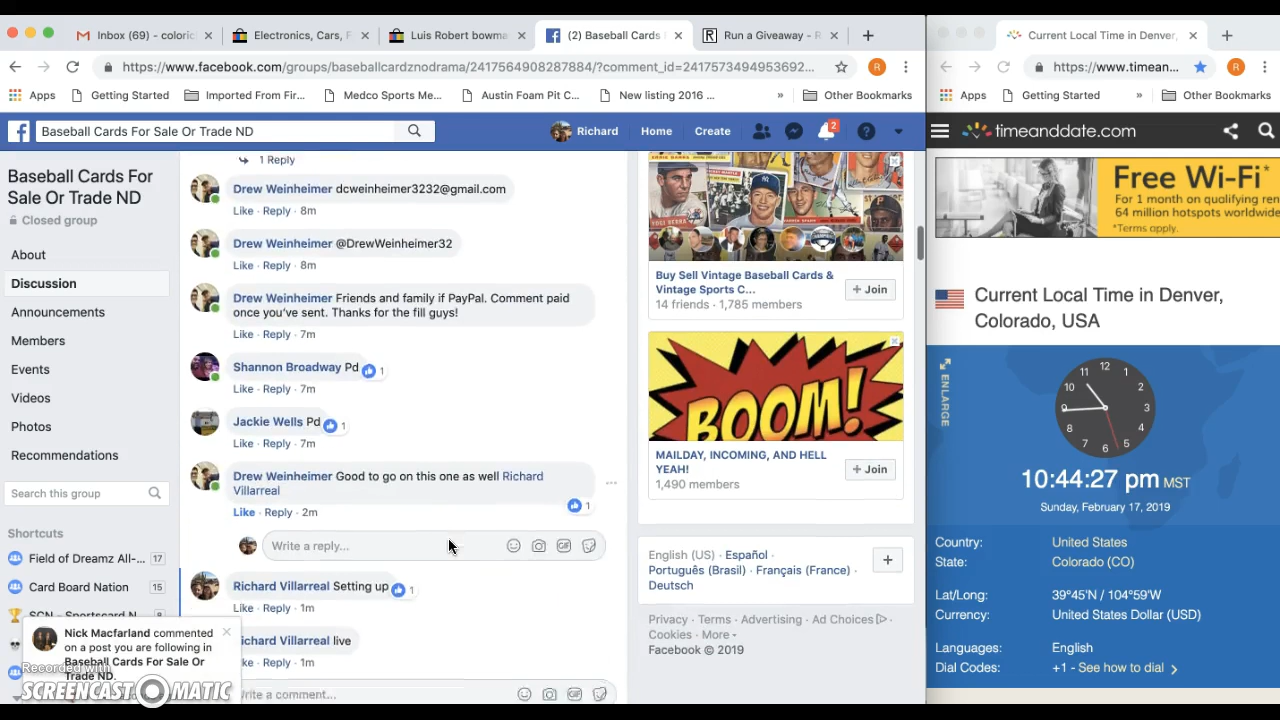 Inbox (69) - coloric
Electronics, Cars, F
Luis Robert bowma
(2) Baseball Cards
Run a Giveaway - R
https://www.facebook.com/groups/baseballcardznodrama/2417564908287884/?comment_id=2417573494953692...
R
Apps
Getting Started
Imported From Fir...
Medco Sports Me...
Austin Foam Pit C...
New listing 2016 ...
»
Other Bookmarks
Baseball Cards For Sale Or Trade ND
Richard
Home
Create
2
Baseball Cards For
Sale Or Trade ND
Closed group
About
Discussion
Announcements
Members
Events
Videos
Photos
Recommendations
Search this group
Shortcuts
Field of Dreamz All-... 17
Card Board Nation 15
Nick Macfarland commented
on a post you are following in
Baseball Cards For Sale Or
Trade ND.
Recorded with
SCREENCAST-O-MATIC
1 Reply
Drew Weinheimer dcweinheimer3232@gmail.com
Like · Reply · 8m
Drew Weinheimer @DrewWeinheimer32
Like · Reply · 8m
Drew Weinheimer Friends and family if PayPal. Comment paid
once you've sent. Thanks for the fill guys!
Like · Reply · 7m
Shannon Broadway Pd
1
Like · Reply · 7m
Jackie Wells Pd
1
Like · Reply · 7m
Drew Weinheimer Good to go on this one as well Richard
Villarreal
1
Like · Reply · 2m
Write a reply...
Richard Villarreal Setting up
1
Like · Reply · 1m
ichard Villarreal live
ke · Reply · 1m
rite a comment...
Buy Sell Vintage Baseball Cards &
Vintage Sports C...
14 friends · 1,785 members
+ Join
BOOM!
MAILDAY, INCOMING, AND HELL
YEAH!
1,490 members
+ Join
English (US) · Español ·
Português (Brasil) · Français (France) ·
Deutsch
Privacy · Terms · Advertising · Ad Choices ·
Cookies · More
Facebook © 2019
Current Local Time in Denver,
https://www.timean...
R
Apps
Getting Started
»
Other Bookmarks
timeanddate.com
Free Wi-Fi*
For 1 month on qualifying ren
64 million hotspots worldwide
*Terms apply.
Current Local Time in Denver,
Colorado, USA
ENLARGE
12
1
2
3
4
5
6
7
8
9
10
11
10:44:27 pm MST
Sunday, February 17, 2019
Country: United States
State: Colorado (CO)
Lat/Long: 39°45'N / 104°59'W
Currency: United States Dollar (USD)
Languages: English
Dial Codes: +1 - See how to dial